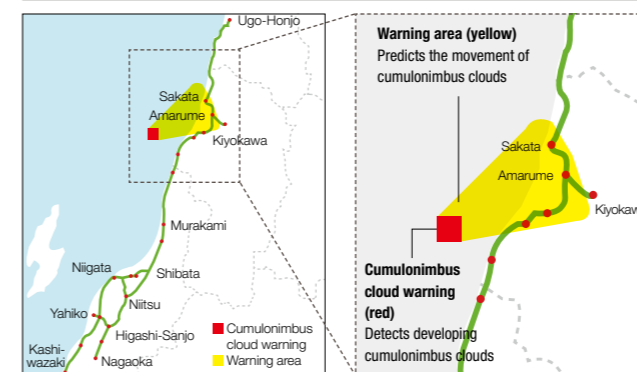 Ugo-Honjo
Sakata
Amarume
Kiyokawa
Murakami
Niigata
Shibata
Niitsu
Yahiko
Higashi-Sanjo
Kashi-
wazaki
Nagaoka
Cumulonimbus
cloud warning
Warning area
Warning area (yellow)
Predicts the movement of
cumulonimbus clouds
Sakata
Amarume
Kiyokaw
Cumulonimbus
cloud warning
(red)
Detects developing
cumulonimbus clouds